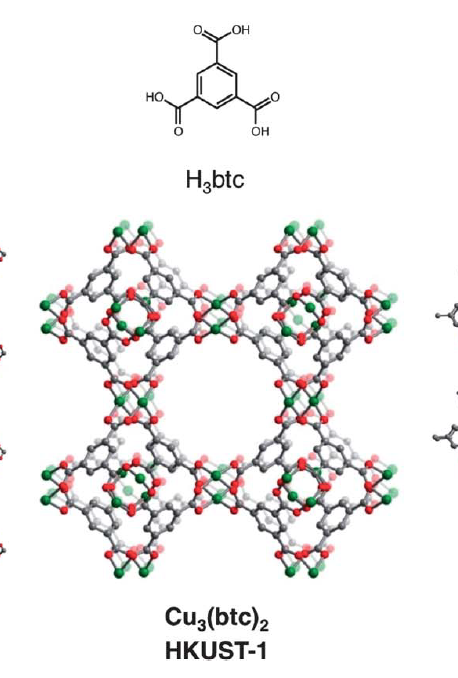 O OH
HO O
O OH
H₃btc
Cu₃(btc)₂
HKUST-1